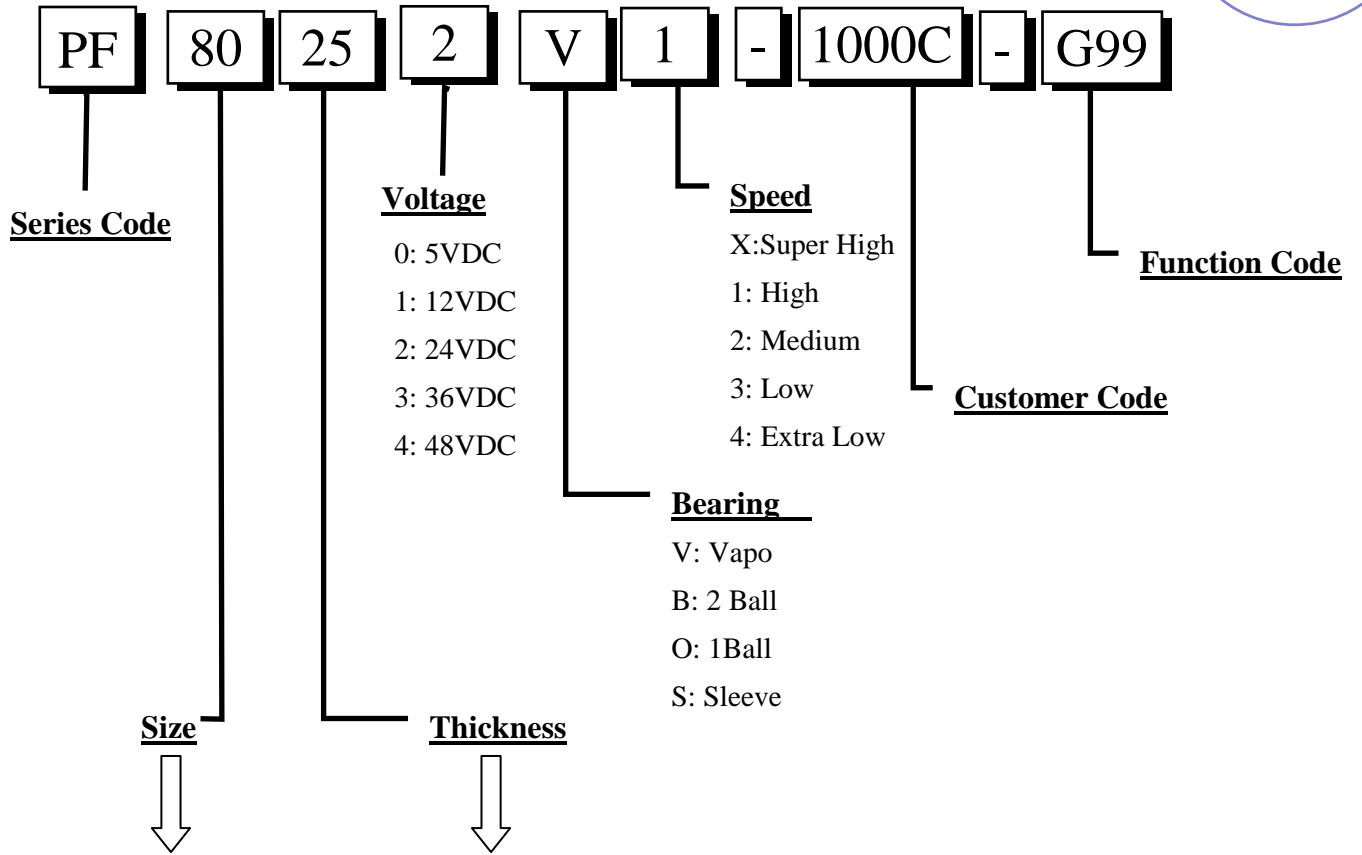 PF 80 25 2 V 1 - 1000C - G99
Series Code
Voltage
0: 5VDC
1: 12VDC
2: 24VDC
3: 36VDC
4: 48VDC
Speed
X:Super High
1: High
2: Medium
3: Low
4: Extra Low
Function Code
Customer Code
Bearing
V: Vapo
B: 2 Ball
O: 1Ball
S: Sleeve
Size
Thickness